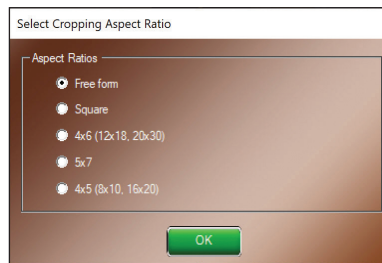 Select Cropping Aspect Ratio
Aspect Ratios
Free form
Square
4x6 (12x18, 20x30)
5x7
4x5 (8x10, 16x20)
OK